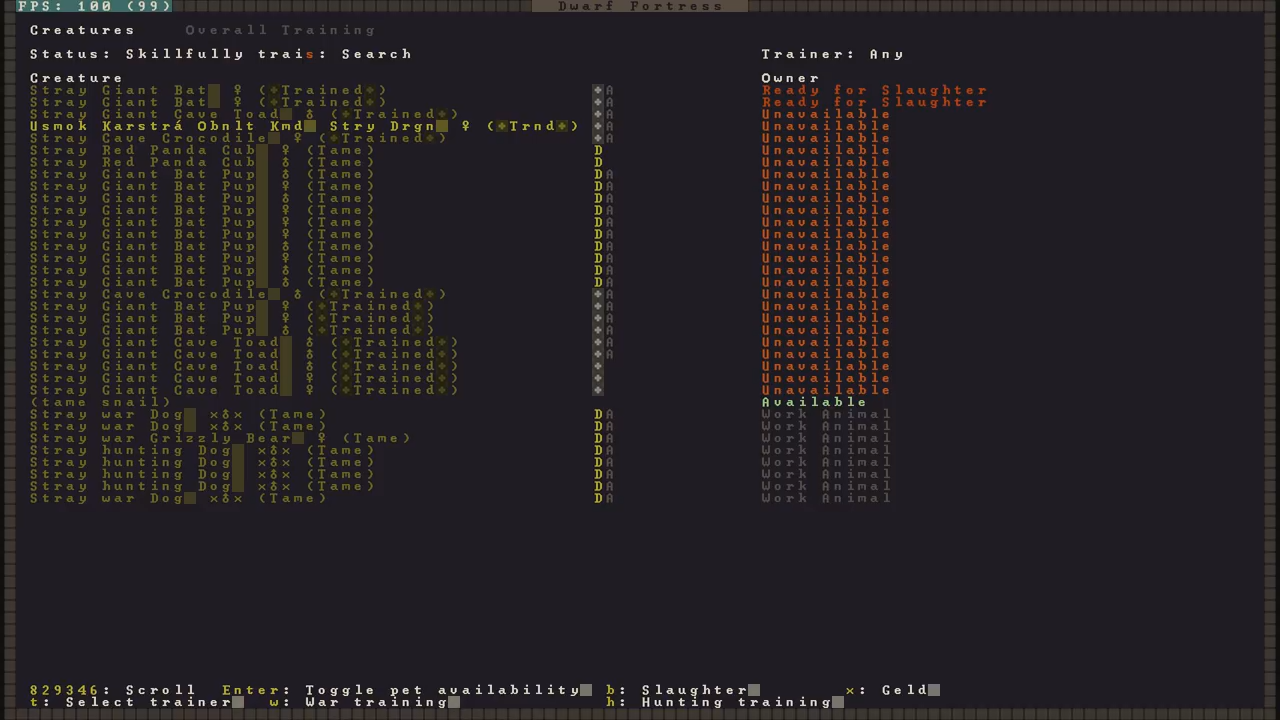 FPS: 100 (99) Dwarf Fortress
Creatures Overall Training
Status: Skillfully trais: Search Trainer: Any
Creature Owner
Stray Giant Bat ♀ (+Trained+) + A Ready for Slaughter
Stray Giant Bat ♀ (+Trained+) + A Ready for Slaughter
Stray Giant Cave Toad ♂ (+Trained+) + A Unavailable
Usmok Karstrá Obnlt Kmd Stry Drgn ♀ (+Trnd+) + A Unavailable
Stray Cave Crocodile ♀ (+Trained+) + A Unavailable
Stray Red Panda Cub ♀ (Tame) D Unavailable
Stray Red Panda Cub ♂ (Tame) D Unavailable
Stray Giant Bat Pup ♂ (Tame) D A Unavailable
Stray Giant Bat Pup ♀ (Tame) D A Unavailable
Stray Giant Bat Pup ♂ (Tame) D A Unavailable
Stray Giant Bat Pup ♀ (Tame) D A Unavailable
Stray Giant Bat Pup ♀ (Tame) D A Unavailable
Stray Giant Bat Pup ♂ (Tame) D A Unavailable
Stray Giant Bat Pup ♀ (Tame) D A Unavailable
Stray Giant Bat Pup ♂ (Tame) D A Unavailable
Stray Giant Bat Pup ♂ (Tame) D A Unavailable
Stray Giant Bat Pup ♂ (Tame) D A Unavailable
Stray Cave Crocodile ♂ (+Trained+) + A Unavailable
Stray Giant Bat Pup ♀ (+Trained+) + A Unavailable
Stray Giant Bat Pup ♀ (+Trained+) + A Unavailable
Stray Giant Bat Pup ♂ (+Trained+) + A Unavailable
Stray Giant Cave Toad ♂ (+Trained+) + A Unavailable
Stray Giant Cave Toad ♂ (+Trained+) + A Unavailable
Stray Giant Cave Toad ♂ (+Trained+) + Unavailable
Stray Giant Cave Toad ♀ (+Trained+) + Unavailable
Stray Giant Cave Toad ♀ (+Trained+) + Unavailable
(tame snail) Available
Stray war Dog x♂x (Tame) D A Work Animal
Stray war Dog x♂x (Tame) D A Work Animal
Stray war Grizzly Bear ♀ (Tame) D A Work Animal
Stray hunting Dog x♂x (Tame) D A Work Animal
Stray hunting Dog x♂x (Tame) D A Work Animal
Stray hunting Dog x♂x (Tame) D A Work Animal
Stray hunting Dog x♂x (Tame) D A Work Animal
Stray war Dog x♂x (Tame) D A Work Animal
829346: Scroll Enter: Toggle pet availability b: Slaughter x: Geld
t: Select trainer w: War training h: Hunting training